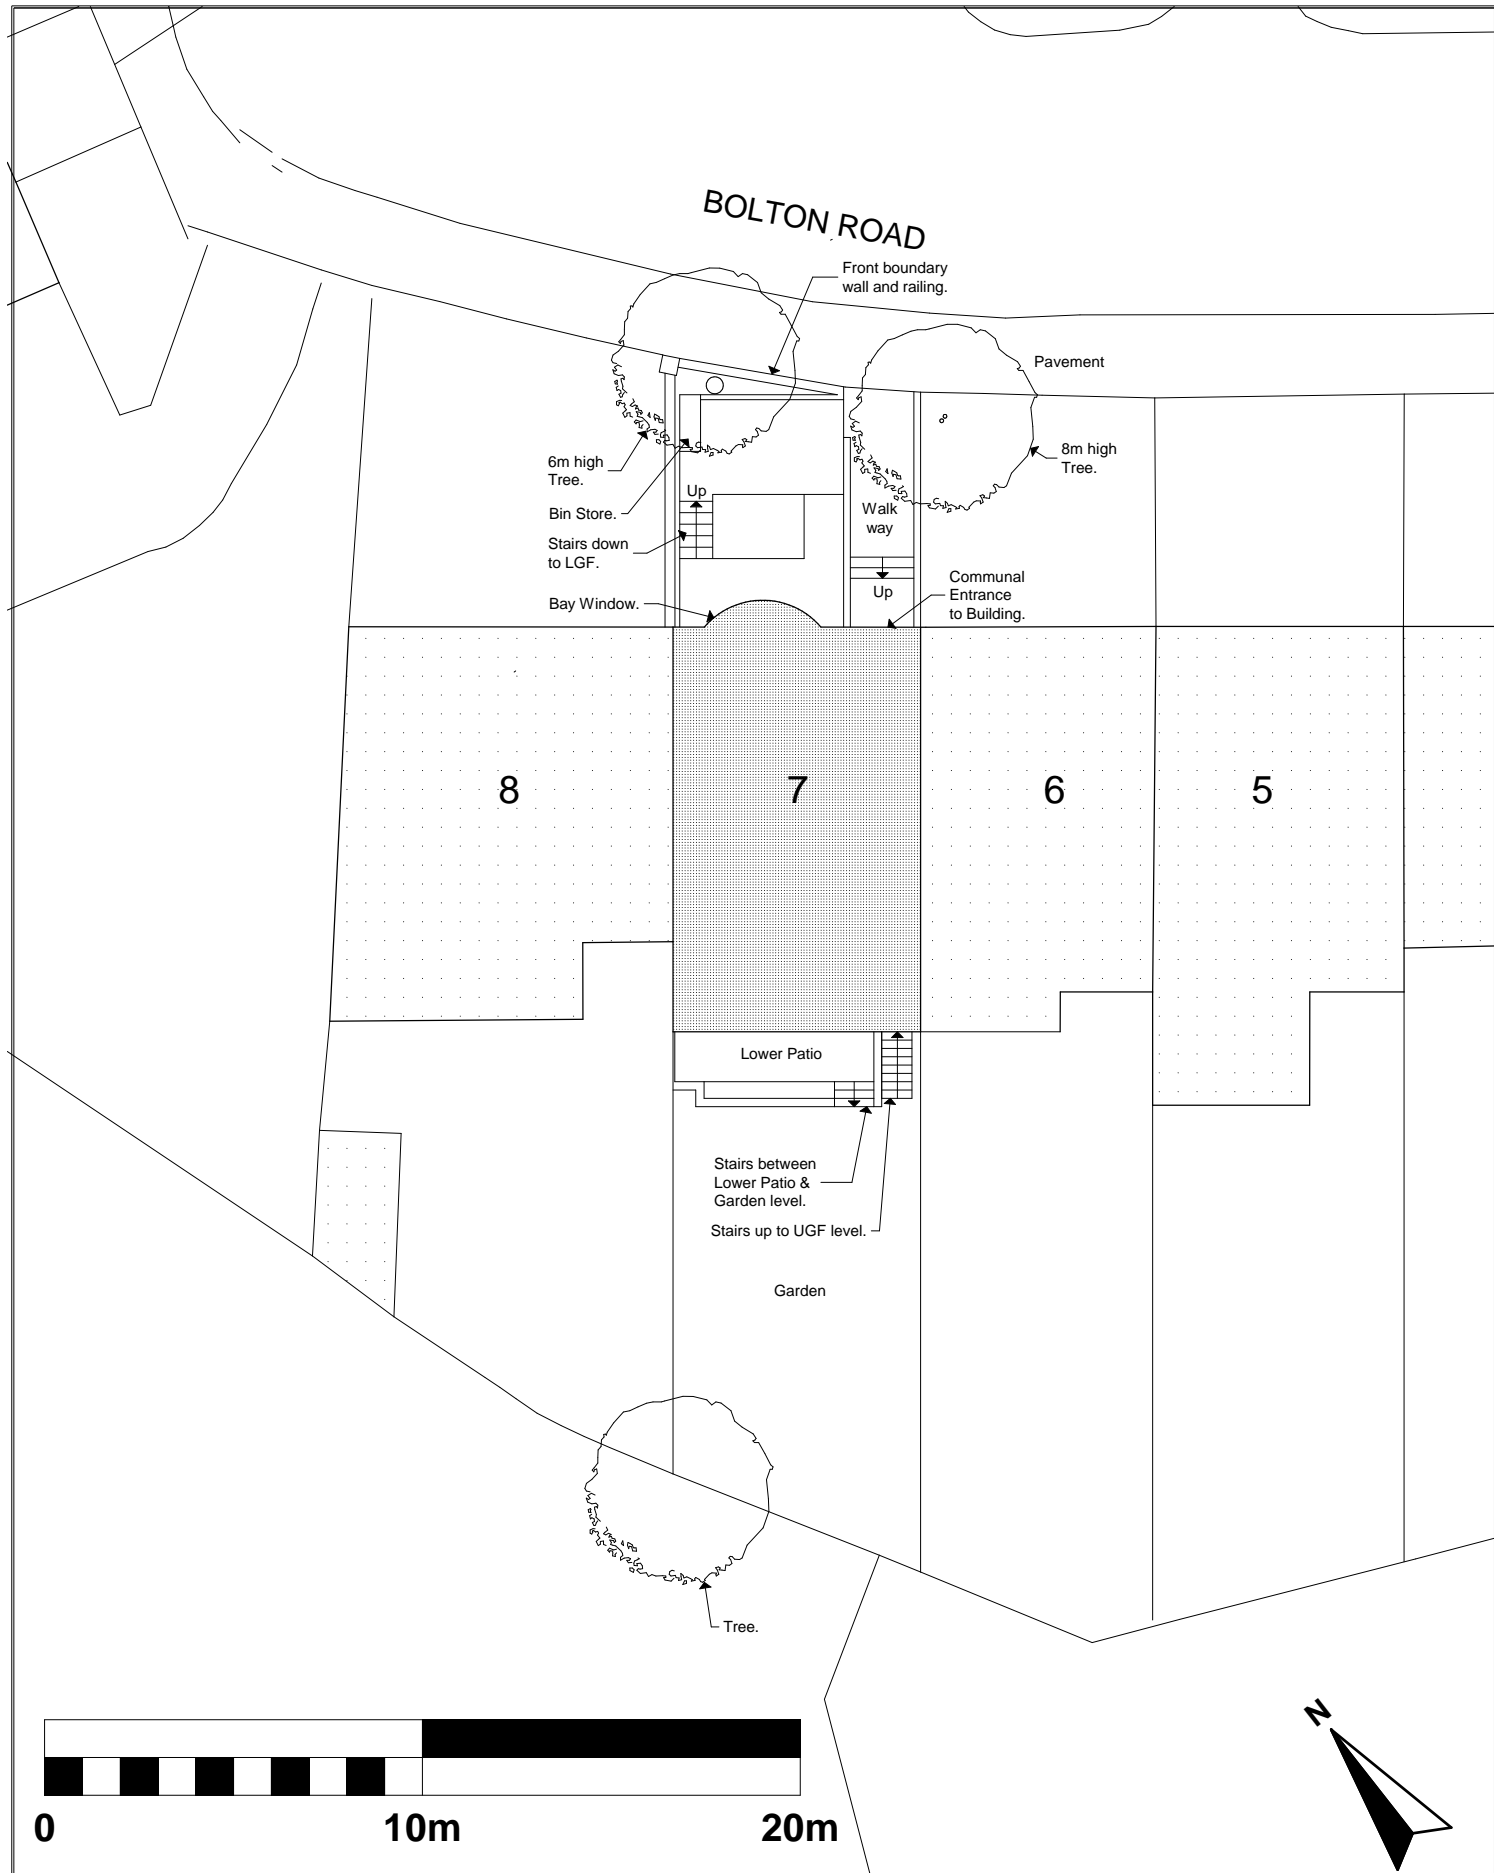 BOLTON ROAD
Front boundary
wall and railing.
Pavement
6m high
Tree.
8m high
Tree.
Up
Bin Store.
Walk
way
Stairs down
to LGF.
Communal
Entrance
to Building.
Up
Bay Window.
8
7
6
5
Lower Patio
Stairs between
Lower Patio &
Garden level.
Stairs up to UGF level.
Garden
Tree.
N
0
10m
20m